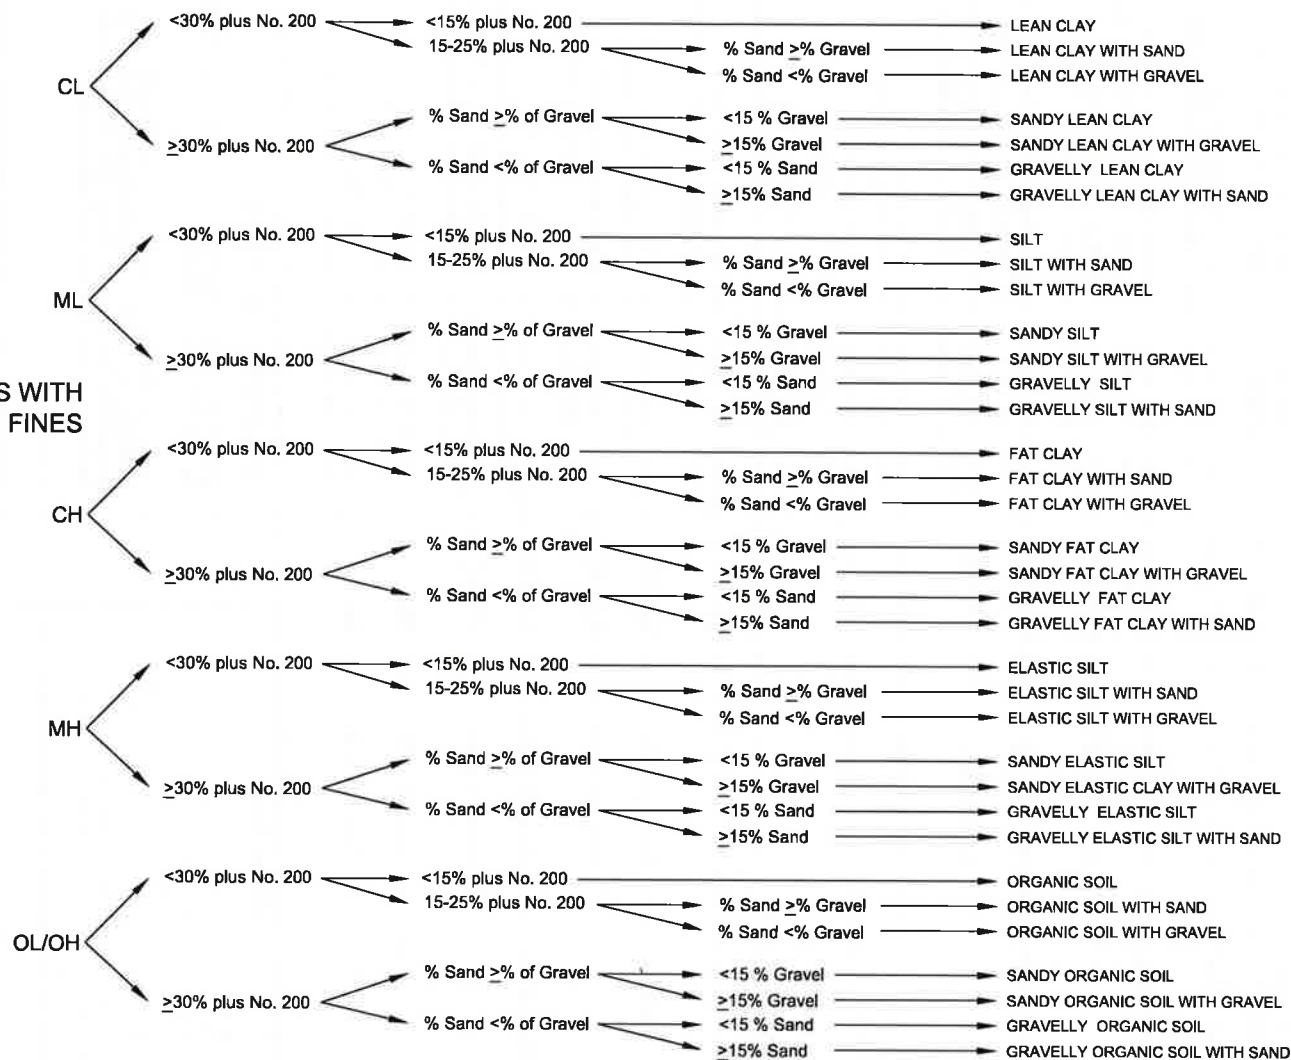 <30% plus No. 200 <15% plus No. 200 LEAN CLAY
15-25% plus No. 200 % Sand ≥% Gravel LEAN CLAY WITH SAND
% Sand <% Gravel LEAN CLAY WITH GRAVEL
CL
% Sand ≥% of Gravel <15 % Gravel SANDY LEAN CLAY
≥30% plus No. 200 ≥15% Gravel SANDY LEAN CLAY WITH GRAVEL
% Sand <% of Gravel <15 % Sand GRAVELLY LEAN CLAY
≥15% Sand GRAVELLY LEAN CLAY WITH SAND
<30% plus No. 200 <15% plus No. 200 SILT
15-25% plus No. 200 % Sand ≥% Gravel SILT WITH SAND
% Sand <% Gravel SILT WITH GRAVEL
ML
% Sand ≥% of Gravel <15 % Gravel SANDY SILT
≥30% plus No. 200 ≥15% Gravel SANDY SILT WITH GRAVEL
% Sand <% of Gravel <15 % Sand GRAVELLY SILT
≥15% Sand GRAVELLY SILT WITH SAND
S WITH
FINES
<30% plus No. 200 <15% plus No. 200 FAT CLAY
15-25% plus No. 200 % Sand ≥% Gravel FAT CLAY WITH SAND
% Sand <% Gravel FAT CLAY WITH GRAVEL
CH
% Sand ≥% of Gravel <15 % Gravel SANDY FAT CLAY
≥30% plus No. 200 ≥15% Gravel SANDY FAT CLAY WITH GRAVEL
% Sand <% of Gravel <15 % Sand GRAVELLY FAT CLAY
≥15% Sand GRAVELLY FAT CLAY WITH SAND
<30% plus No. 200 <15% plus No. 200 ELASTIC SILT
15-25% plus No. 200 % Sand ≥% Gravel ELASTIC SILT WITH SAND
% Sand <% Gravel ELASTIC SILT WITH GRAVEL
MH
% Sand ≥% of Gravel <15 % Gravel SANDY ELASTIC SILT
≥30% plus No. 200 ≥15% Gravel SANDY ELASTIC CLAY WITH GRAVEL
% Sand <% of Gravel <15 % Sand GRAVELLY ELASTIC SILT
≥15% Sand GRAVELLY ELASTIC SILT WITH SAND
<30% plus No. 200 <15% plus No. 200 ORGANIC SOIL
15-25% plus No. 200 % Sand ≥% Gravel ORGANIC SOIL WITH SAND
% Sand <% Gravel ORGANIC SOIL WITH GRAVEL
OL/OH
% Sand ≥% of Gravel <15 % Gravel SANDY ORGANIC SOIL
≥30% plus No. 200 ≥15% Gravel SANDY ORGANIC SOIL WITH GRAVEL
% Sand <% of Gravel <15 % Sand GRAVELLY ORGANIC SOIL
≥15% Sand GRAVELLY ORGANIC SOIL WITH SAND